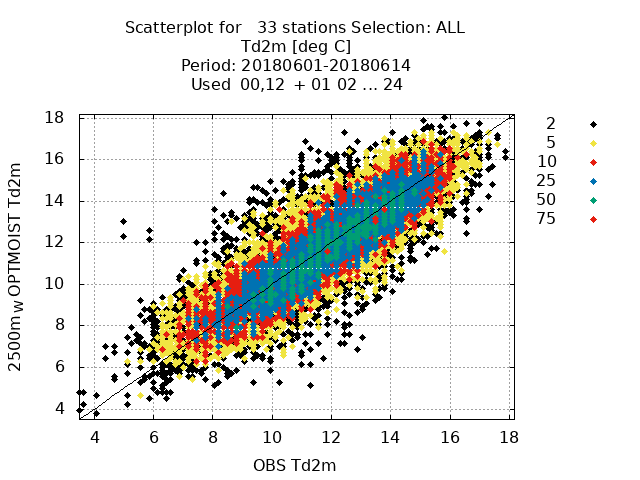 Scatterplot for   33 stations Selection: ALL
Td2m [deg C]
Period: 20180601-20180614
Used  00,12  + 01 02 ... 24
2500m_w OPTMOIST Td2m
18
16
14
12
10
8
6
4
4 6 8 10 12 14 16 18
OBS Td2m
2
5
10
25
50
75